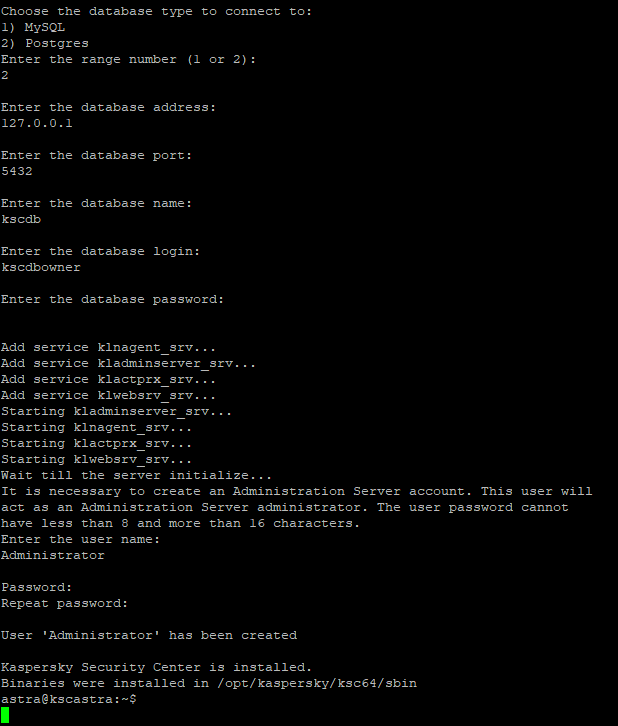 Choose the database type to connect to:
1) MySQL
2) Postgres
Enter the range number (1 or 2):
2
Enter the database address:
127.0.0.1
Enter the database port:
5432
Enter the database name:
kscdb
Enter the database login:
kscdbowner
Enter the database password:
Add service klnagent_srv...
Add service kladminserver_srv...
Add service klactprx_srv...
Add service klwebsrv_srv...
Starting kladminserver_srv...
Starting klnagent_srv...
Starting klactprx_srv...
Starting klwebsrv_srv...
Wait till the server initialize...
It is necessary to create an Administration Server account. This user will
act as an Administration Server administrator. The user password cannot
have less than 8 and more than 16 characters.
Enter the user name:
Administrator
Password:
Repeat password:
User 'Administrator' has been created
Kaspersky Security Center is installed.
Binaries were installed in /opt/kaspersky/ksc64/sbin
astra@kscastra:~$